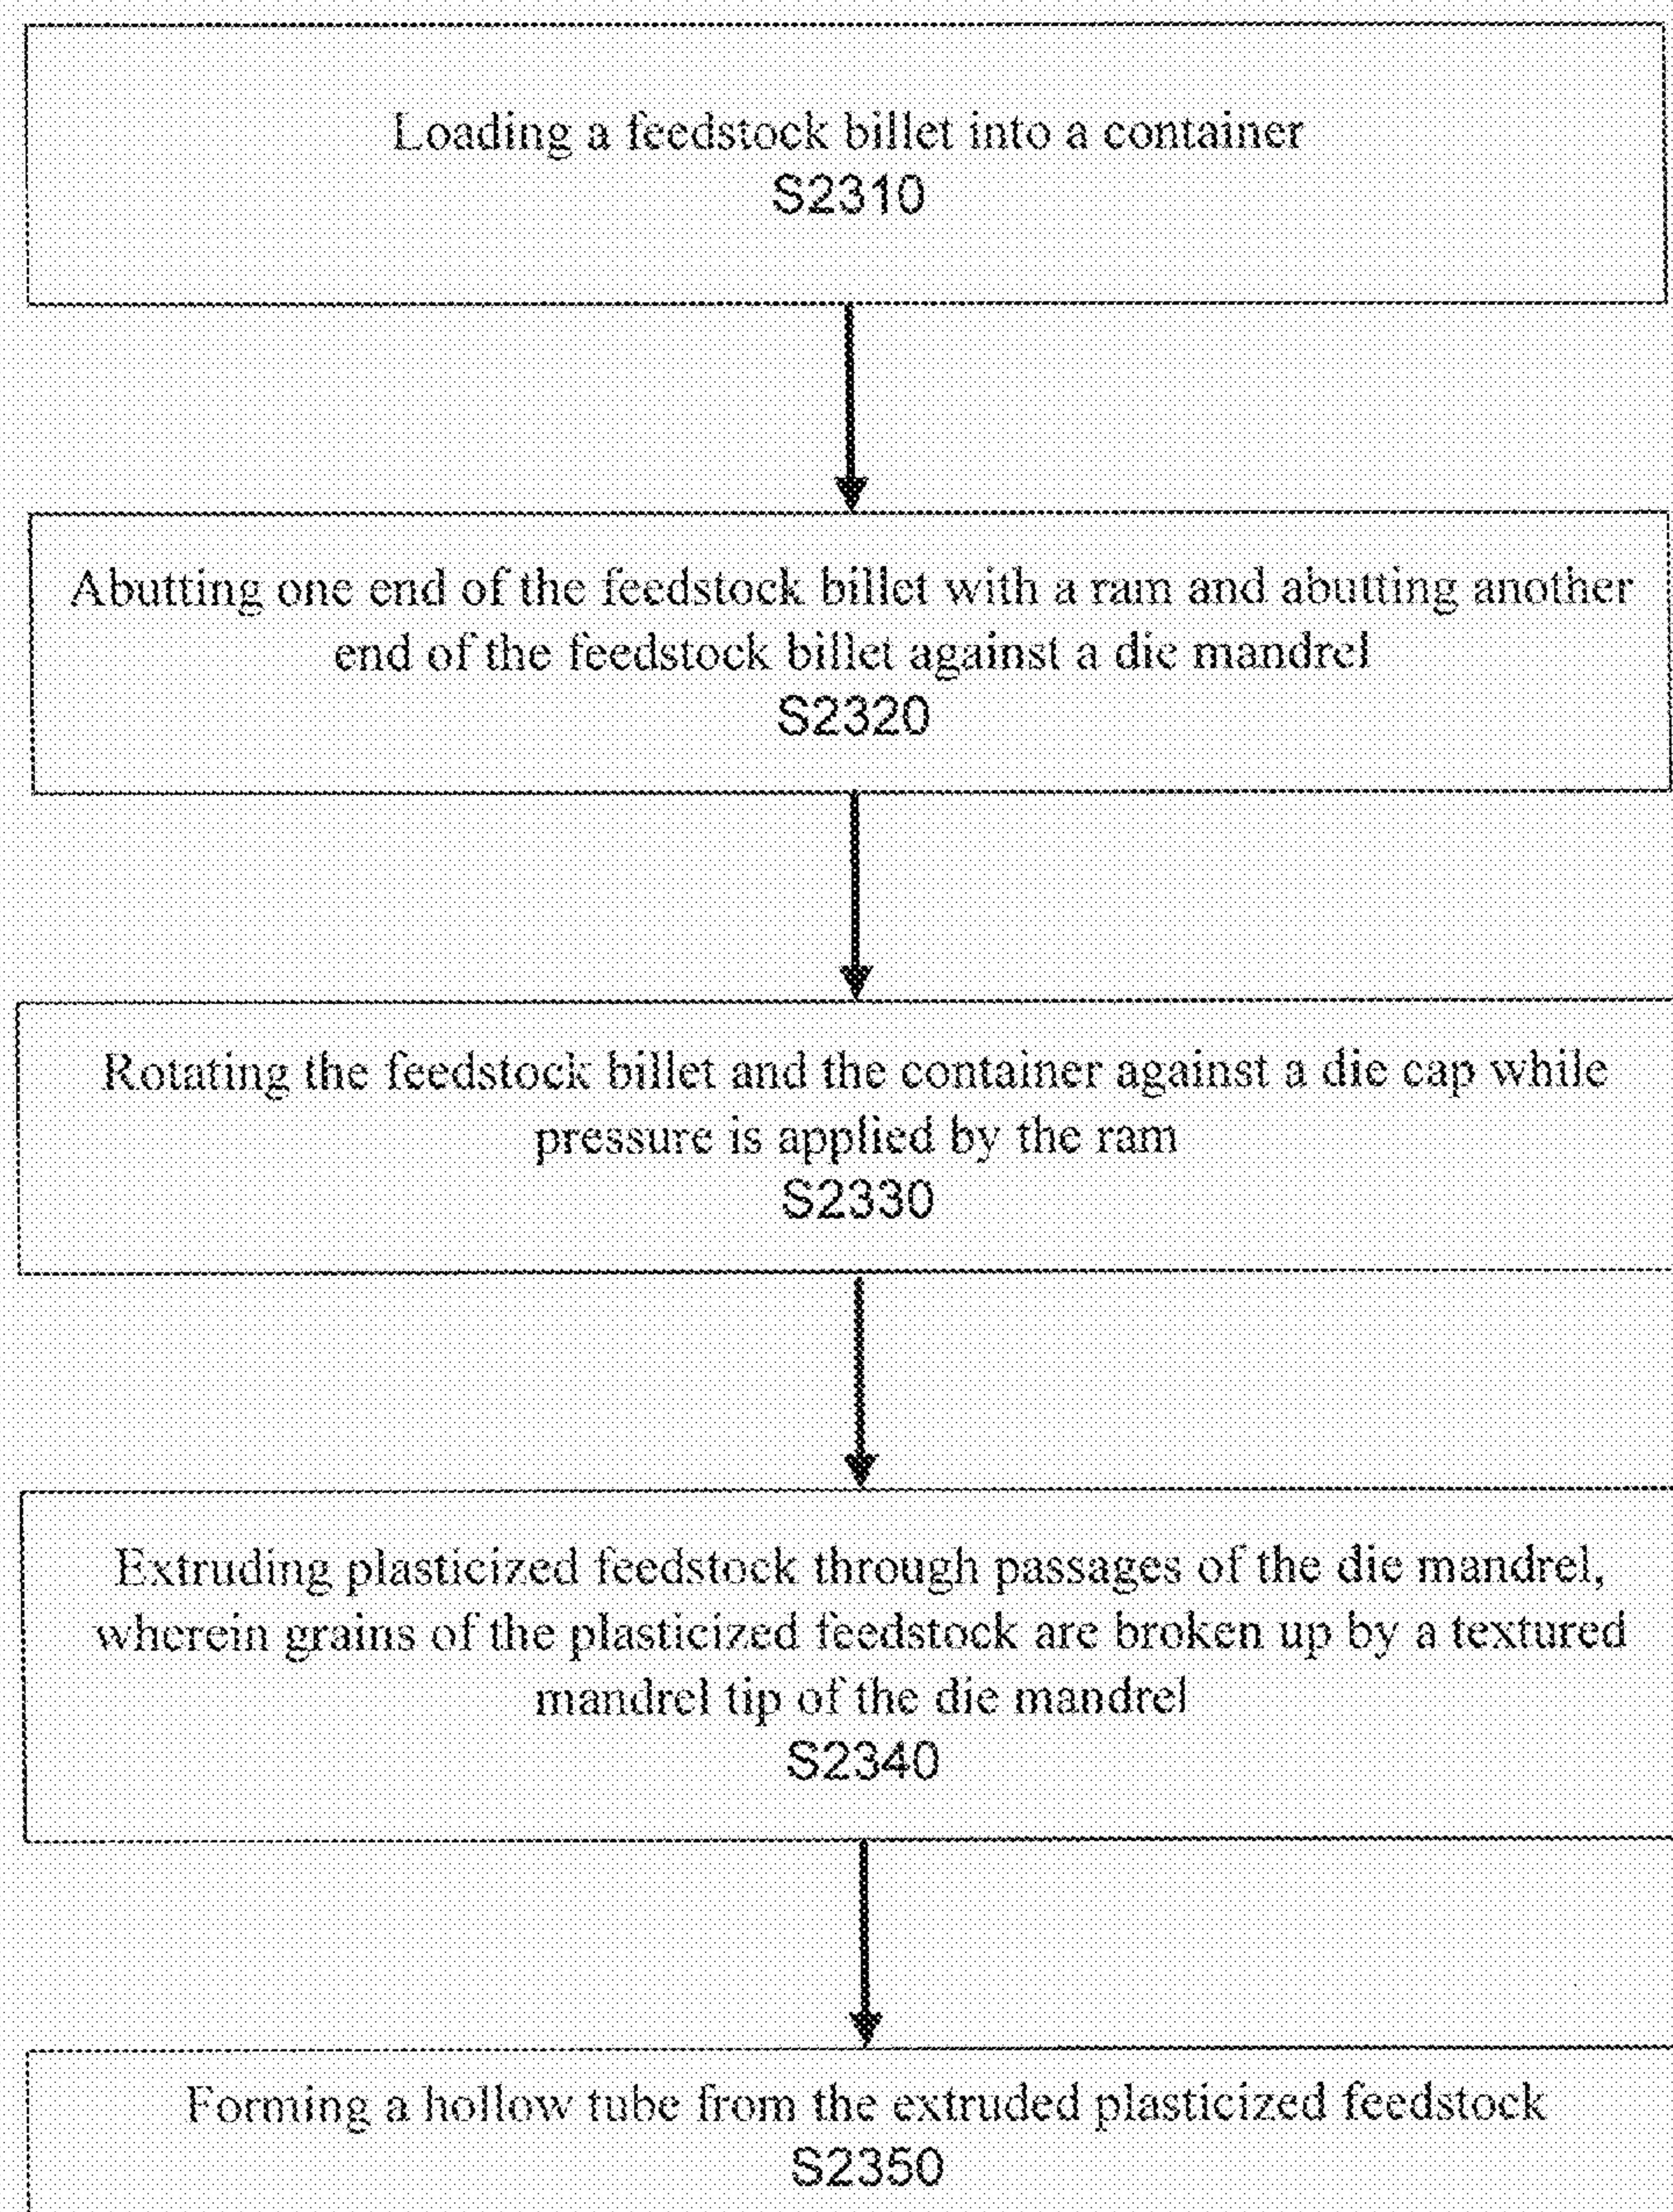 Loading a feedstock billet into a container
S2310
Abutting one end of the feedstock billet with a ram and abutting another
end of the feedstock billet against a die mandrel
S2320
Rotating the feedstock billet and the container against a die cap while
pressure is applied by the ram
S2330
Extruding plasticized feedstock through passages of the die mandrel,
wherein grains of the plasticized feedstock are broken up by a textured
mandrel tip of the die mandrel
S2340
Forming a hollow tube from the extruded plasticized feedstock
S2350